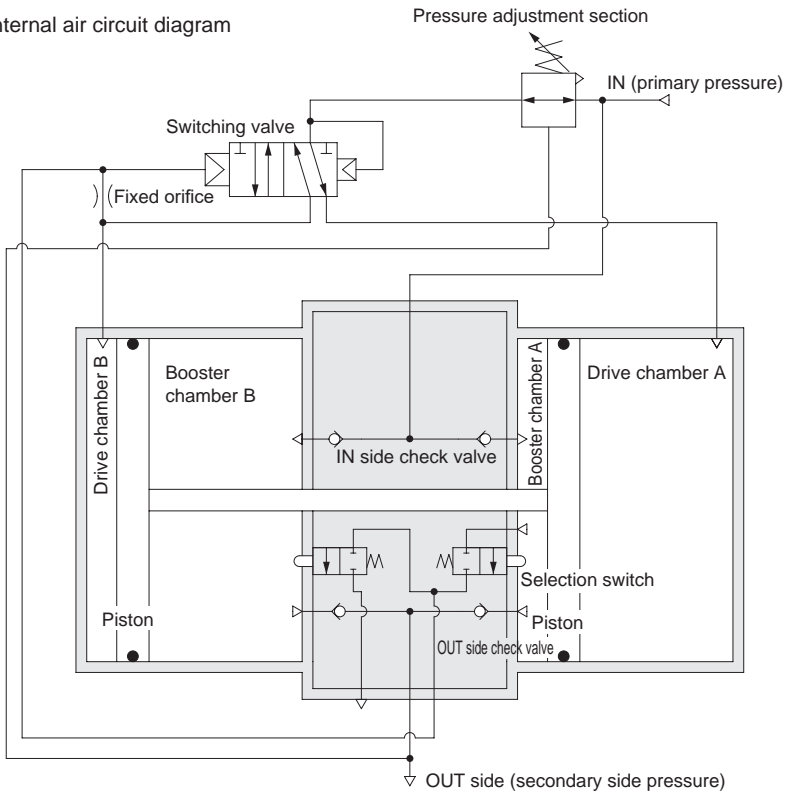 Pressure adjustment section
nternal air circuit diagram
IN (primary pressure)
Switching valve
Fixed orifice
Drive chamber B
Booster
chamber B
Booster chamber A
Drive chamber A
IN side check valve
Selection switch
Piston
Piston
OUT side check valve
OUT side (secondary side pressure)